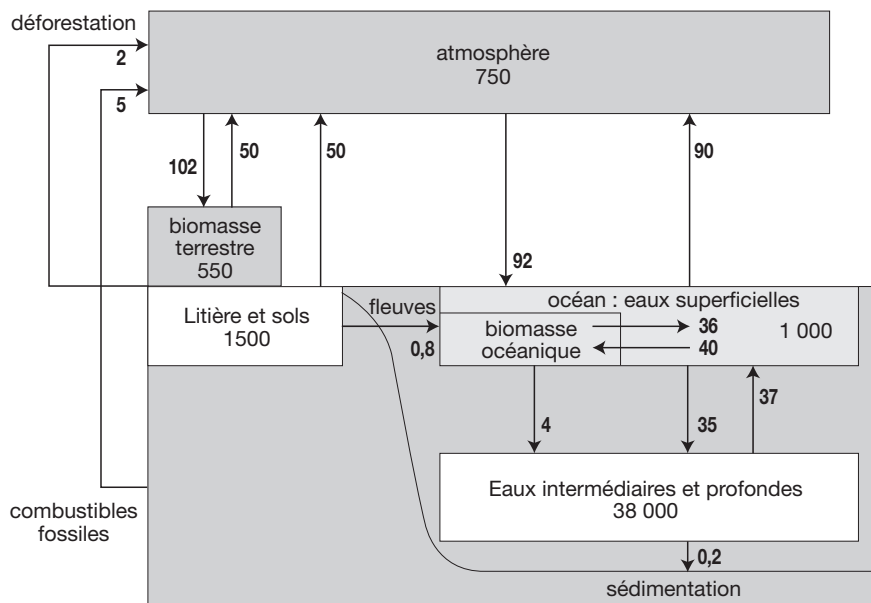 déforestation
2
5
atmosphère
750
102
50
50
92
90
biomasse
terrestre
550
Litière et sols
1500
fleuves
0,8
océan : eaux superficielles
1 000
biomasse
océanique
36
40
4
35
37
Eaux intermédiaires et profondes
38 000
combustibles
fossiles
0,2
sédimentation